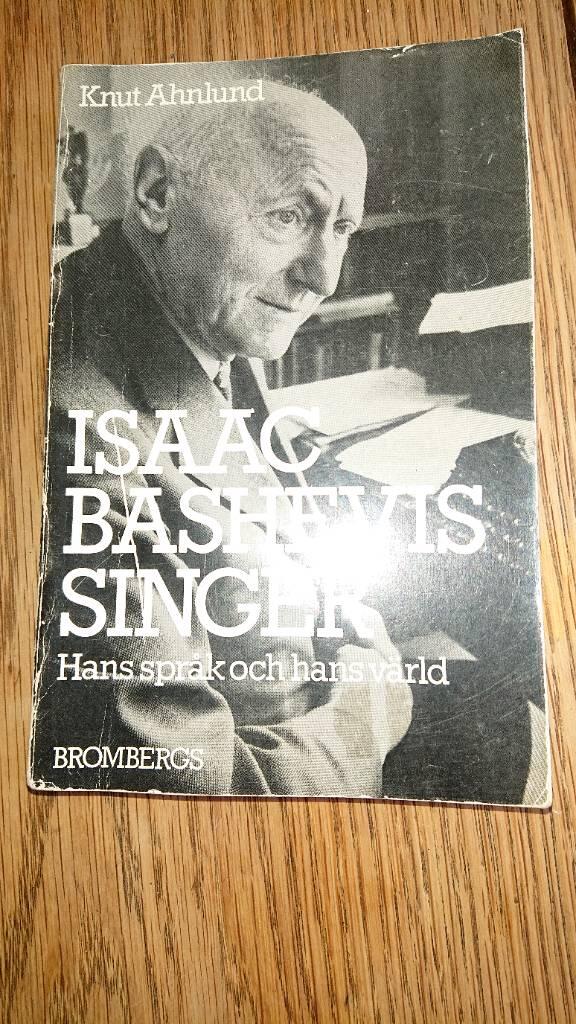 Knut Ahnlund
ISAAC
BASHEVIS
SINGER
Hans språk och hans värld
BROMBERGS